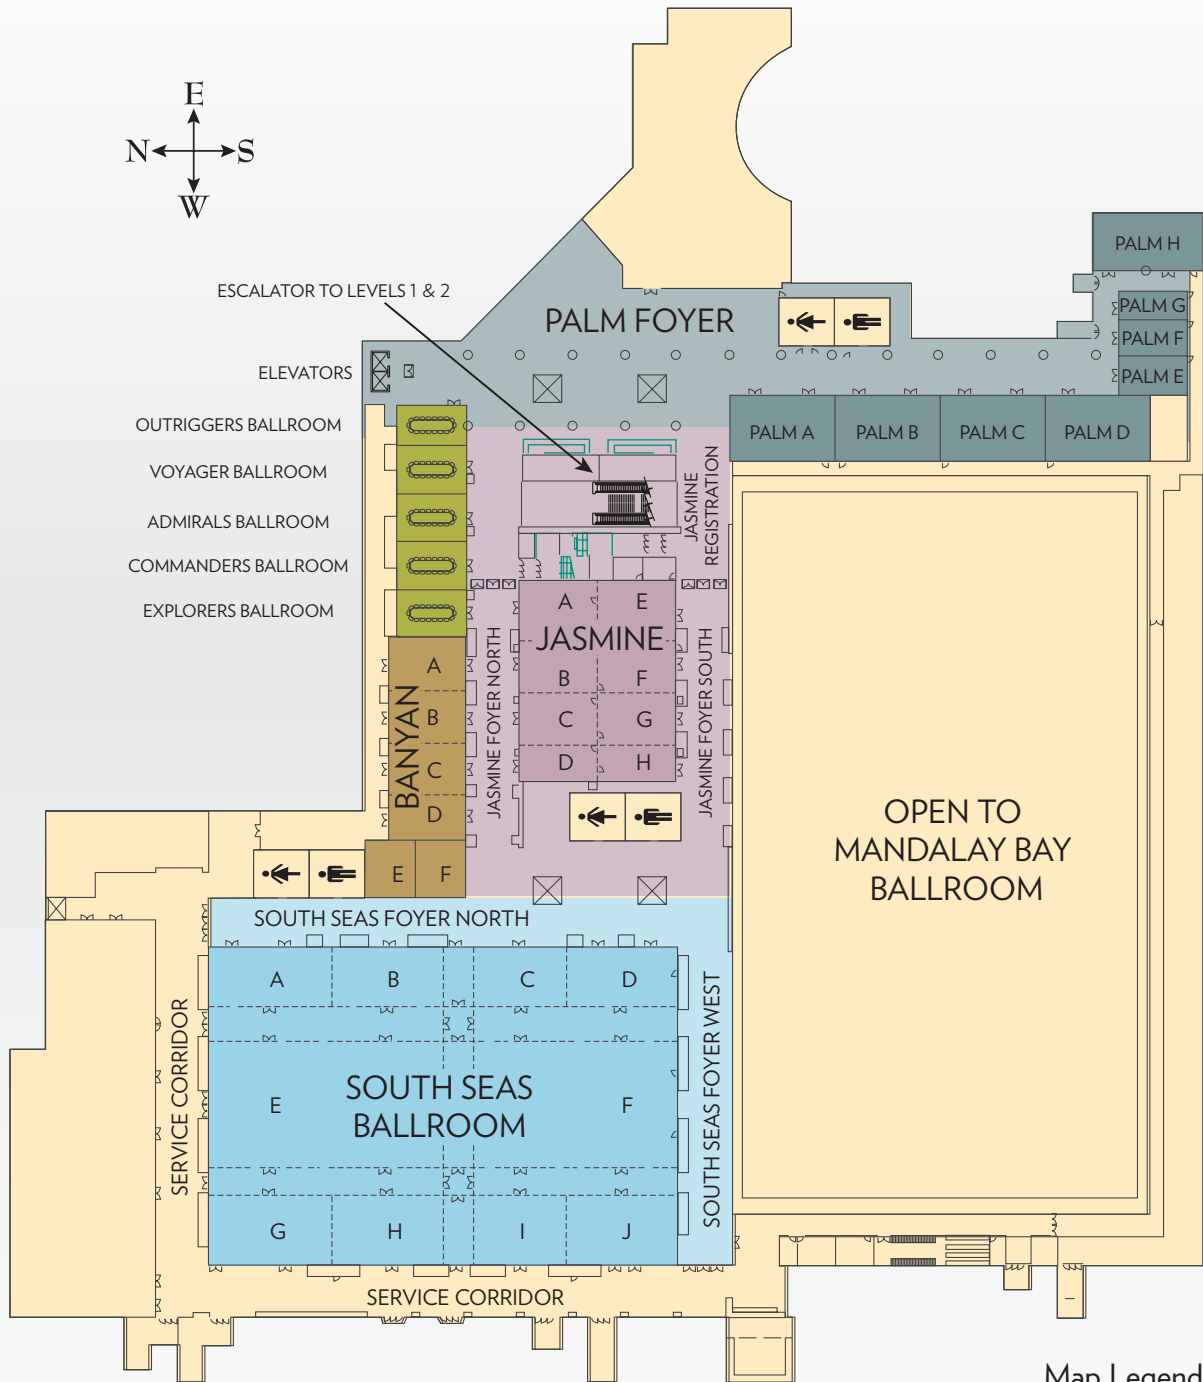 E
N S
W
PALM H
ESCALATOR TO LEVELS 1 & 2
PALM G
PALM FOYER
PALM F
ELEVATORS
PALM E
OUTRIGGERS BALLROOM
PALM A
PALM B
PALM C
PALM D
VOYAGER BALLROOM
JASMINE
REGISTRATION
ADMIRALS BALLROOM
COMMANDERS BALLROOM
EXPLORERS BALLROOM
A E
JASMINE
B F
C G
D H
JASMINE FOYER NORTH
JASMINE FOYER SOUTH
BANYAN
A
B
C
D
E F
OPEN TO
MANDALAY BAY
BALLROOM
SOUTH SEAS FOYER NORTH
A B C D
SERVICE CORRIDOR
SOUTH SEAS
BALLROOM
E F
SOUTH SEAS FOYER WEST
G H I J
SERVICE CORRIDOR
Map Legend